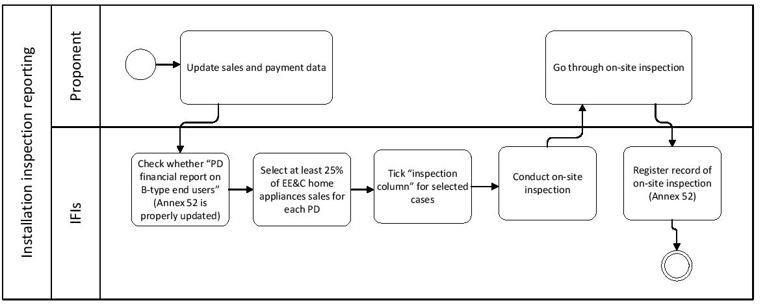 Installation inspection reporting
Proponent
Update sales and payment data
Go through on-site inspection
IFIs
Check whether “PD
financial report on
B-type end users”
(Annex 52 is
properly updated)
Select at least 25%
of EE&C home
appliances sales for
each PD
Tick “inspection
column” for selected
cases
Conduct on-site
inspection
Register record of
on-site inspection
(Annex 52)